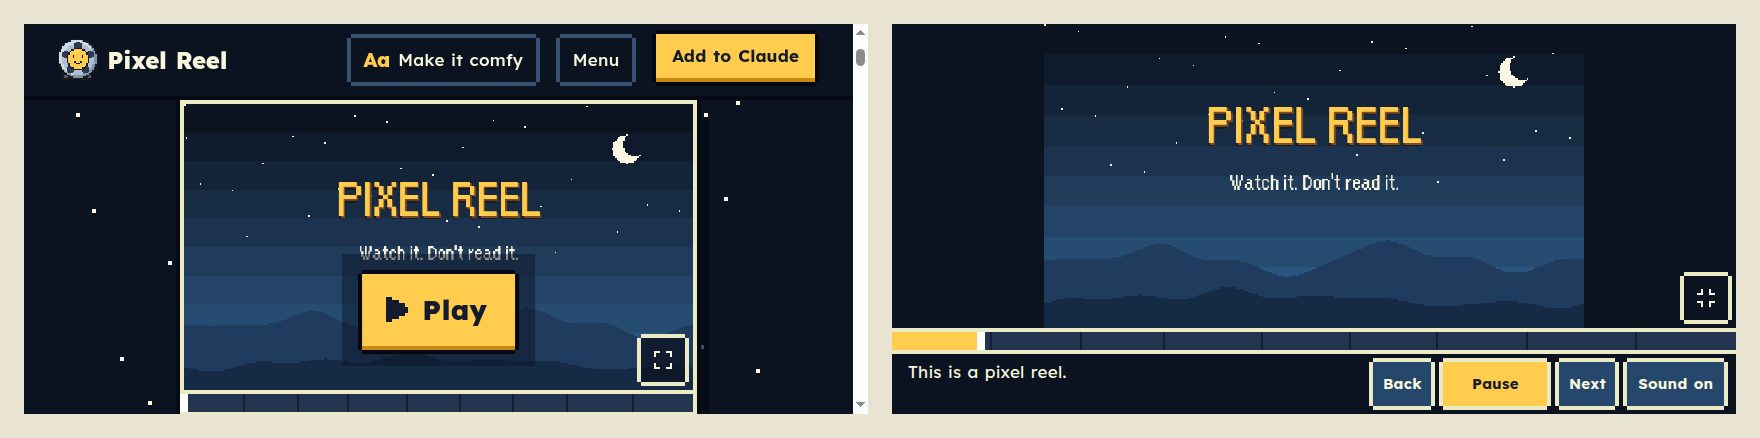 Pixel Reel
Aa Make it comfy
Menu
Add to Claude
PIXEL REEL
Watch it. Don't read it.
Play
PIXEL REEL
Watch it. Don't read it.
This is a pixel reel.
Back
Pause
Next
Sound on